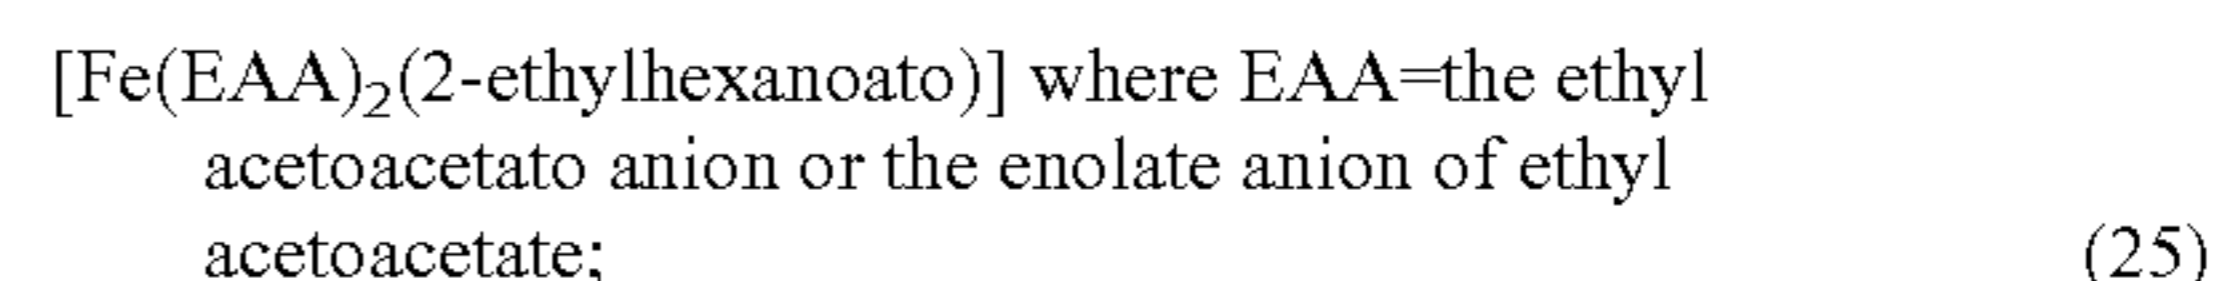 [Fe(EAA)₂(2-ethylhexanoato)] where EAA=the ethyl
acetoacetato anion or the enolate anion of ethyl
acetoacetate; (25)